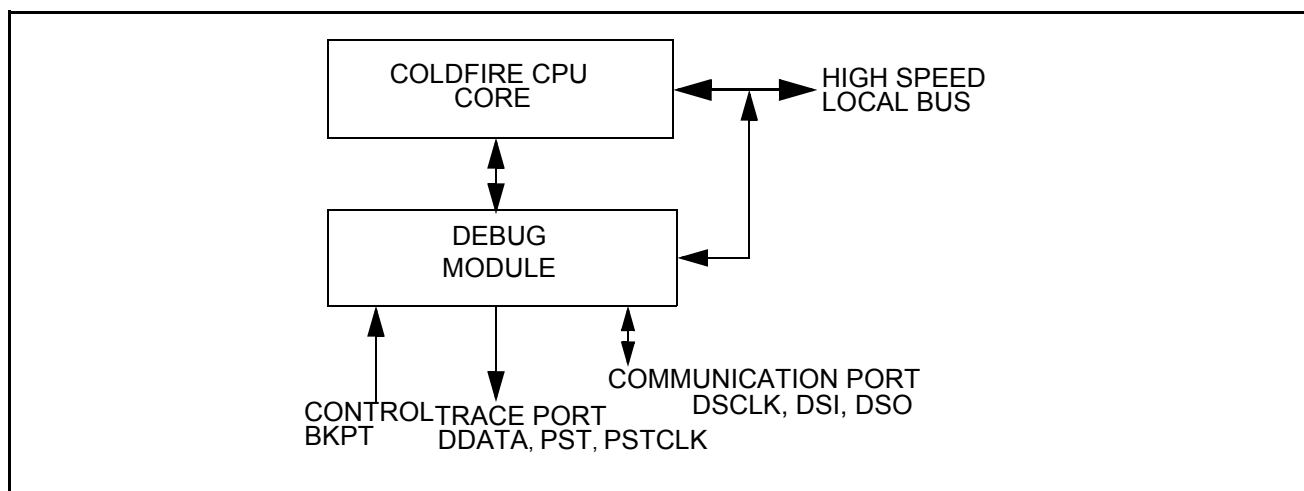 COLDFIRE CPU
CORE
HIGH SPEED
LOCAL BUS
DEBUG
MODULE
COMMUNICATION PORT
DSCLK, DSI, DSO
CONTROL
BKPT
TRACE PORT
DDATA, PST, PSTCLK